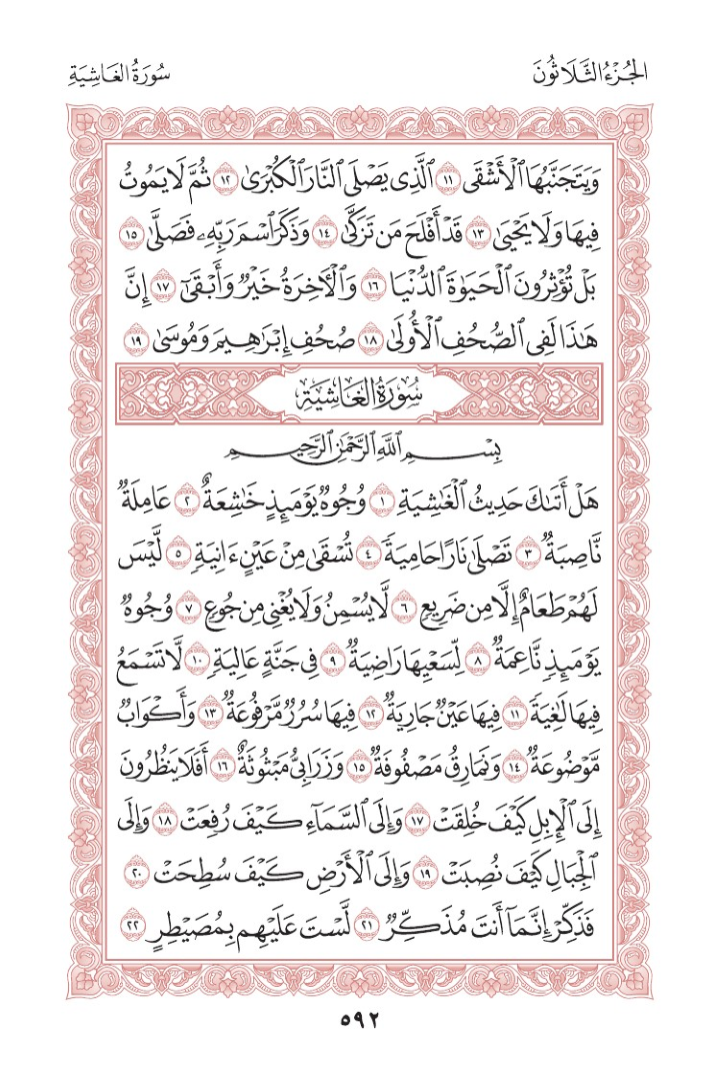 الجُزْءُ الثَّلَاثُونَ
سُورَةُ الغَاشِيَةِ
وَيَتَجَنَّبُهَا ٱلْأَشْقَى ١١ ٱلَّذِى يَصْلَى ٱلنَّارَ ٱلْكُبْرَىٰ ١٢ ثُمَّ لَا يَمُوتُ
فِيهَا وَلَا يَحْيَىٰ ١٣ قَدْ أَفْلَحَ مَن تَزَكَّىٰ ١٤ وَذَكَرَ ٱسْمَ رَبِّهِۦ فَصَلَّىٰ ١٥
بَلْ تُؤْثِرُونَ ٱلْحَيَوٰةَ ٱلدُّنْيَا ١٦ وَٱلْأَخِرَةُ خَيْرٌ وَأَبْقَىٰٓ ١٧ إِنَّ
هَـٰذَا لَفِى ٱلصُّحُفِ ٱلْأُولَىٰ ١٨ صُحُفِ إِبْرَٰهِيمَ وَمُوسَىٰ ١٩
سُورَةُ الغَاشِيَةِ
بِسْمِ ٱللَّهِ ٱلرَّحْمَٰنِ ٱلرَّحِيمِ
هَلْ أَتَىٰكَ حَدِيثُ ٱلْغَـٰشِيَةِ ١ وُجُوهٌ يَوْمَئِذٍ خَـٰشِعَةٌ ٢ عَامِلَةٌ
نَّاصِبَةٌ ٣ تَصْلَىٰ نَارًا حَامِيَةً ٤ تُسْقَىٰ مِنْ عَيْنٍ ءَانِيَةٍ ٥ لَّيْسَ
لَهُمْ طَعَامٌ إِلَّا مِن ضَرِيعٍ ٦ لَّا يُسْمِنُ وَلَا يُغْنِى مِن جُوعٍ ٧ وُجُوهٌ
يَوْمَئِذٍ نَّاعِمَةٌ ٨ لِّسَعْيِهَا رَاضِيَةٌ ٩ فِى جَنَّةٍ عَالِيَةٍ ١٠ لَّا تَسْمَعُ
فِيهَا لَـٰغِيَةً ١١ فِيهَا عَيْنٌ جَارِيَةٌ ١٢ فِيهَا سُرُرٌ مَّرْفُوعَةٌ ١٣ وَأَكْوَابٌ
مَّوْضُوعَةٌ ١٤ وَنَمَارِقُ مَصْفُوفَةٌ ١٥ وَزَرَابِىُّ مَبْثُوثَةٌ ١٦ أَفَلَا يَنظُرُونَ
إِلَى ٱلْإِبِلِ كَيْفَ خُلِقَتْ ١٧ وَإِلَى ٱلسَّمَآءِ كَيْفَ رُفِعَتْ ١٨ وَإِلَى
ٱلْجِبَالِ كَيْفَ نُصِبَتْ ١٩ وَإِلَى ٱلْأَرْضِ كَيْفَ سُطِحَتْ ٢٠
فَذَكِّرْ إِنَّمَآ أَنتَ مُذَكِّرٌ ٢١ لَّسْتَ عَلَيْهِم بِمُصَيْطِرٍ ٢٢
٥٩٢